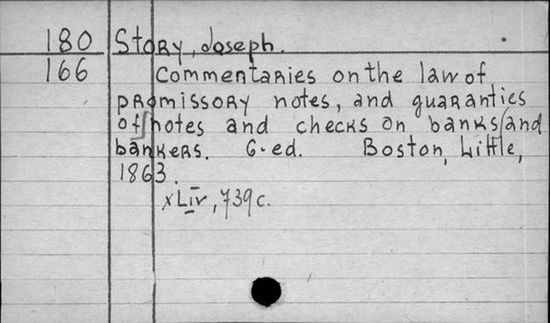 180 Story, Joseph.
166 Commentaries on the law of
promissory notes, and guaranties
of notes and checks on banks and
bankers. 6. ed. Boston, Little,
1863.
xLiv, 739c.